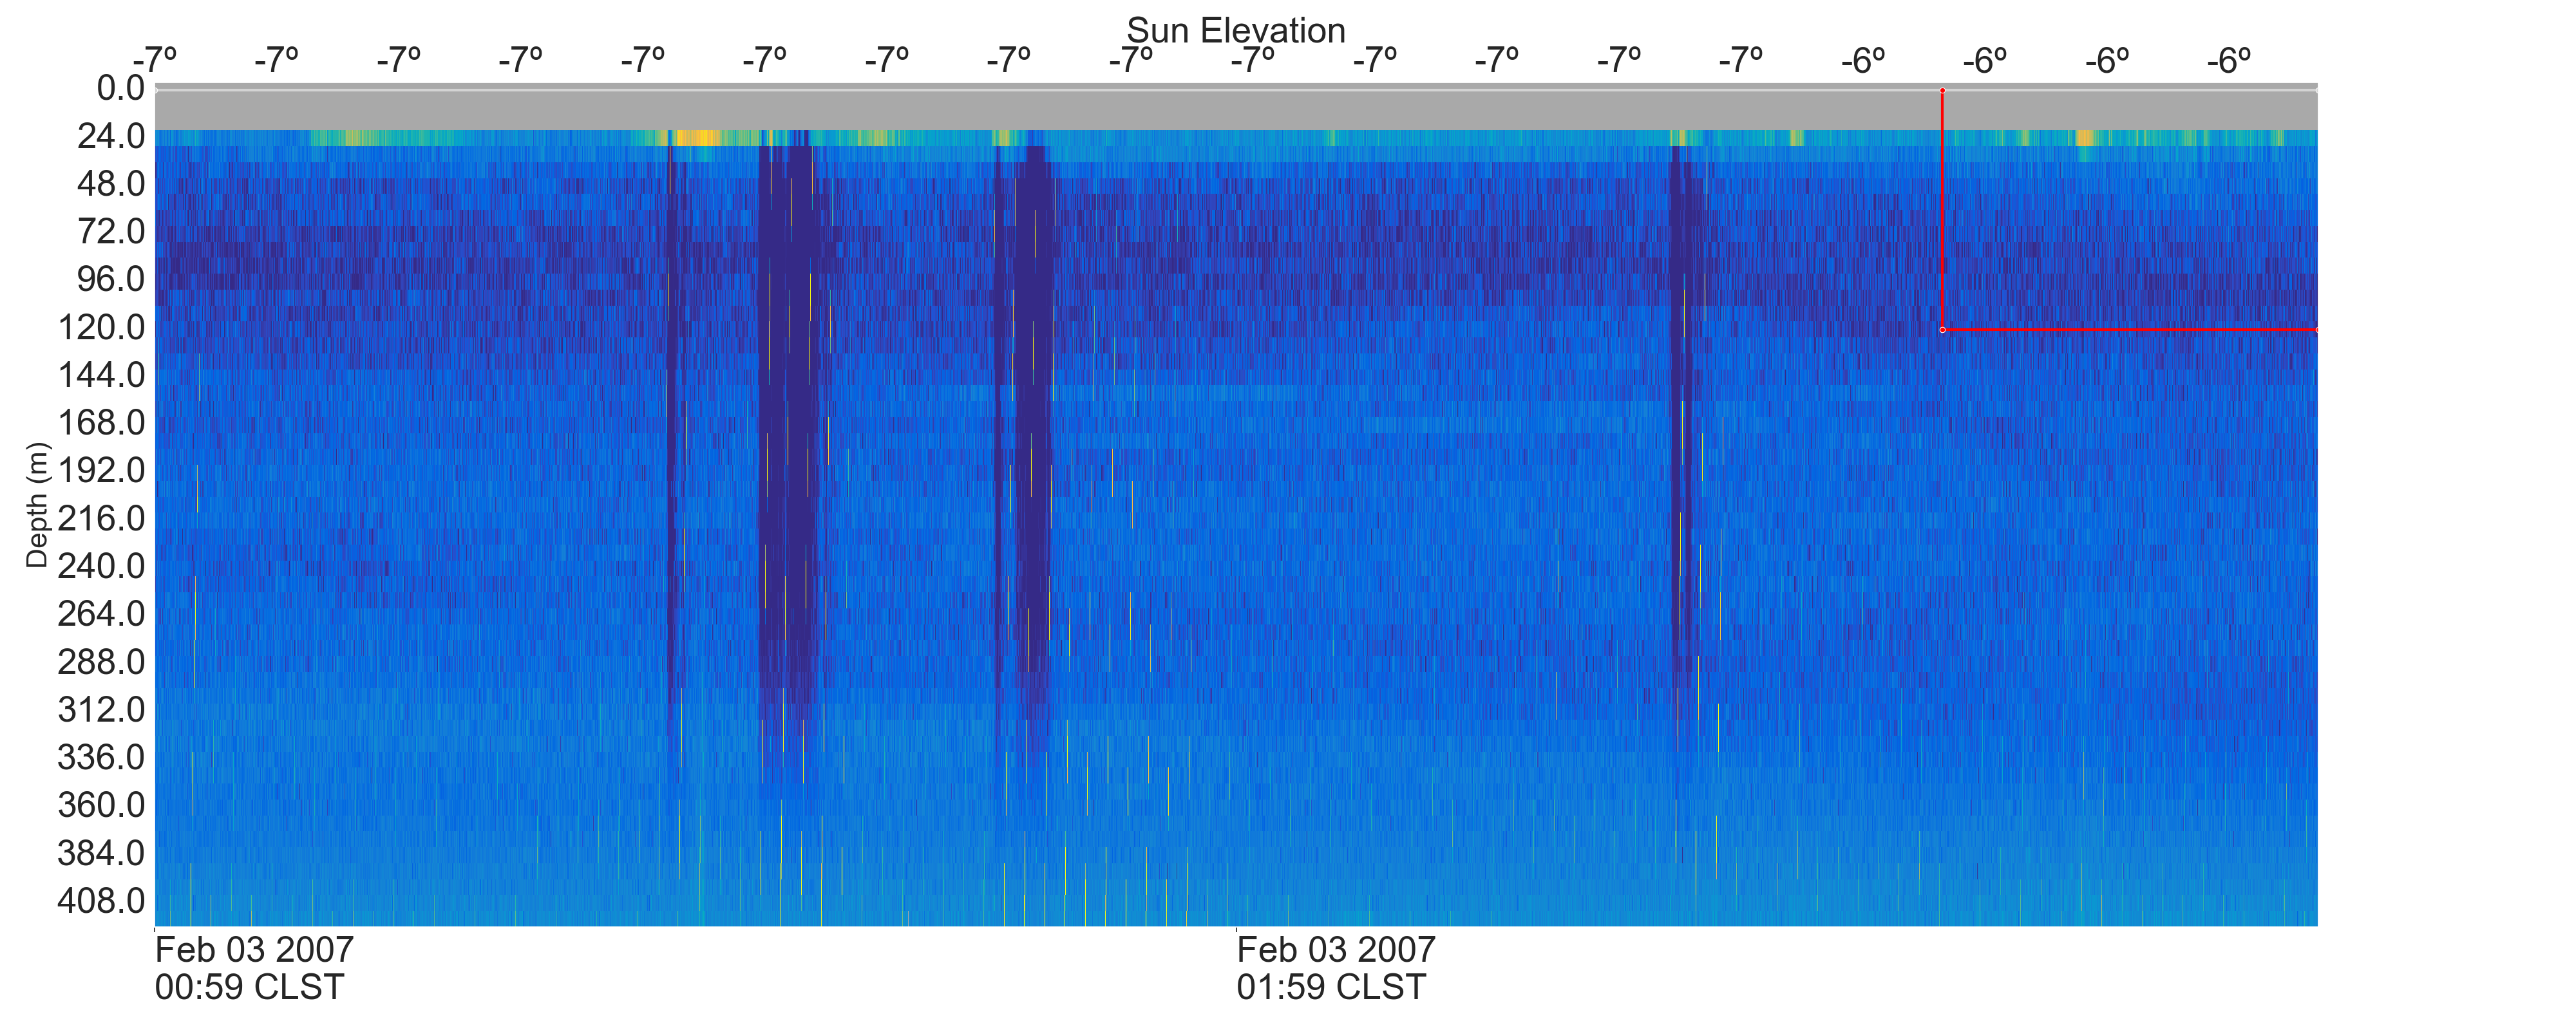 Sun Elevation
-7º -7º -7º -7º -7º -7º -7º -7º -7º -7º -7º -7º -7º -7º -6º -6º -6º -6º
0.0
24.0
48.0
72.0
96.0
120.0
144.0
168.0
192.0
216.0
240.0
264.0
288.0
312.0
336.0
360.0
384.0
408.0
Depth (m)
Feb 03 2007
00:59 CLST
Feb 03 2007
01:59 CLST